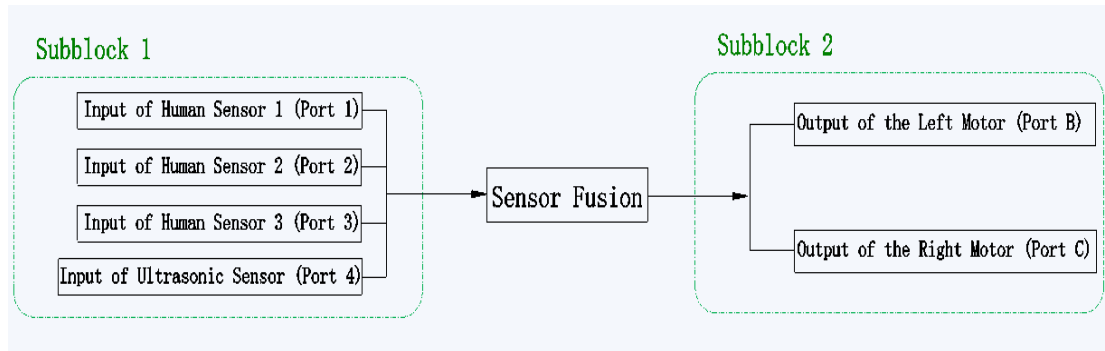 Subblock 1
Input of Human Sensor 1 (Port 1)
Input of Human Sensor 2 (Port 2)
Input of Human Sensor 3 (Port 3)
Input of Ultrasonic Sensor (Port 4)
Sensor Fusion
Subblock 2
Output of the Left Motor (Port B)
Output of the Right Motor (Port C)